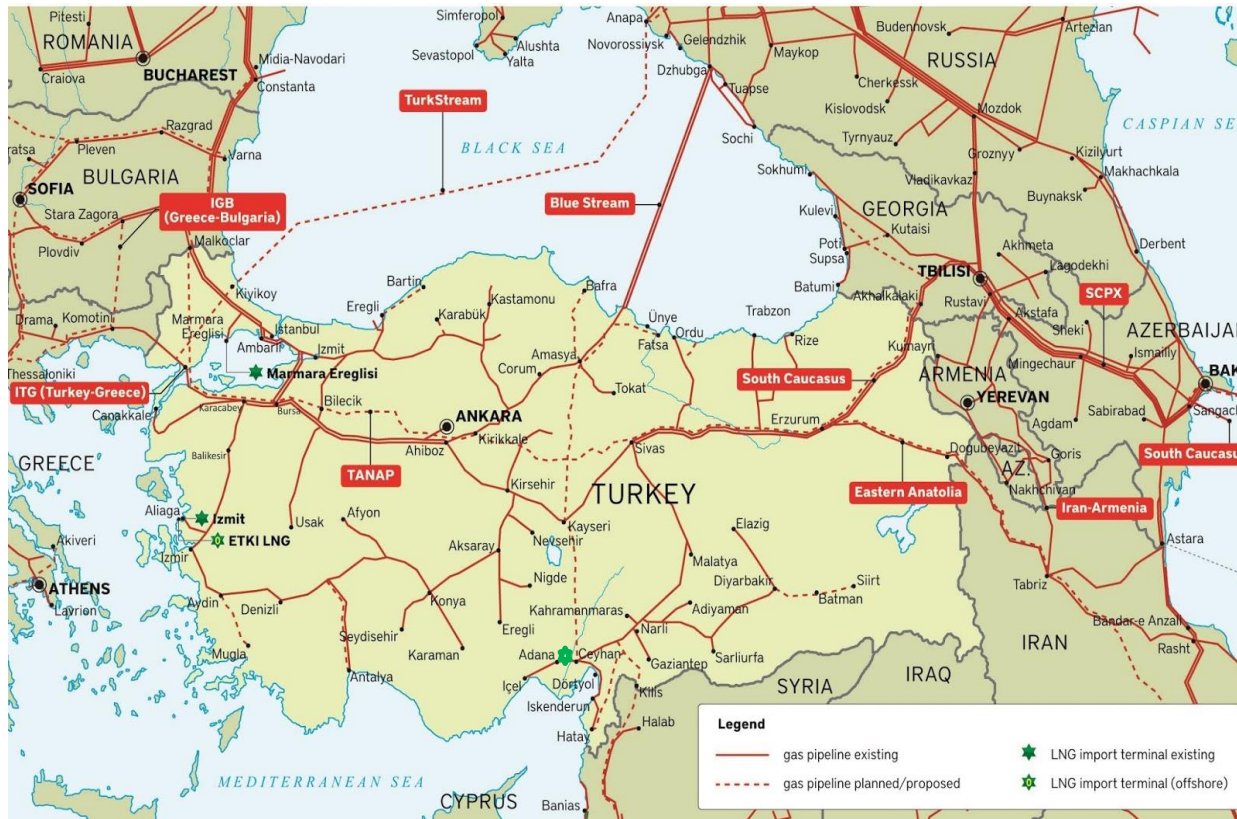 Pitesti
ROMANIA
BUCHAREST
Craiova
Midia-Navodari
Constanta
Simferopol
Sevastopol
Alushta
Yalta
Anapa
Novorossiysk
Gelendzhik
Dzhubga
Tuapse
Sochi
Maykop
Budennovsk
Artezian
RUSSIA
Cherkessk
Kislovodsk
Mozdok
Tyrnyauz
Groznyy
Kizilyurt
Makhachkala
Vladikavkaz
Buynaksk
CASPIAN SE
TurkStream
BLACK SEA
Razgrad
Pleven
Varna
ratsa
BULGARIA
SOFIA
IGB
(Greece-Bulgaria)
Stara Zagora
Plovdiv
Malkoclar
Blue Stream
Sokhumi
GEORGIA
Kulevi
Kutaisi
Poti
Supsa
Batumi
Akhmeta
Lagodekhi
Derbent
TBILISI
Rustavi
SCPX
Akhalkalaki
Akstafa
Sheki
AZERBAIJAN
Ismailly
Mingechaur
BAK
Kiyikoy
Drama
Komotini
Marmara
Ereglisi
Istanbul
Ambarli
Izmit
Thessaloniki
Marmara Ereglisi
ITG (Turkey-Greece)
Canakkale
Karacabey
Bursa
Bilecik
Bartin
Eregli
Kastamonu
Karabük
Bafra
Ünye
Fatsa
Ordu
Trabzon
Rize
Amasya
Corum
Tokat
South Caucasus
Kumayri
ARMENIA
YEREVAN
Sabirabad
Agdam
Sangach
South Caucasu
ANKARA
Kirikkale
Ahiboz
TANAP
Balikesir
GREECE
Sivas
Erzurum
Dogubeyazit
Goris
AZ.
Nakhchivan
Eastern Anatolia
Iran-Armenia
Kirsehir
TURKEY
Aliaga
Izmit
ETKI LNG
Izmir
Usak
Afyon
Kayseri
Nevsehir
Elazig
Akiveri
Aksaray
Malatya
Astara
ATHENS
Lavrion
Nigde
Diyarbakir
Siirt
Batman
Tabriz
Aydin
Denizli
Konya
Kahramanmaras
Adiyaman
Seydisehir
Eregli
Narli
Bandar-e Anzali
Rasht
Mugla
Karaman
Adana
Ceyhan
Gaziantep
Sarliurfa
IRAN
Antalya
Içel
Dörtyol
Iskenderun
Kilis
SYRIA
IRAQ
Hatay
Halab
MEDITERRANEAN SEA
CYPRUS
Banias
Legend
gas pipeline existing
gas pipeline planned/proposed
LNG import terminal existing
LNG import terminal (offshore)